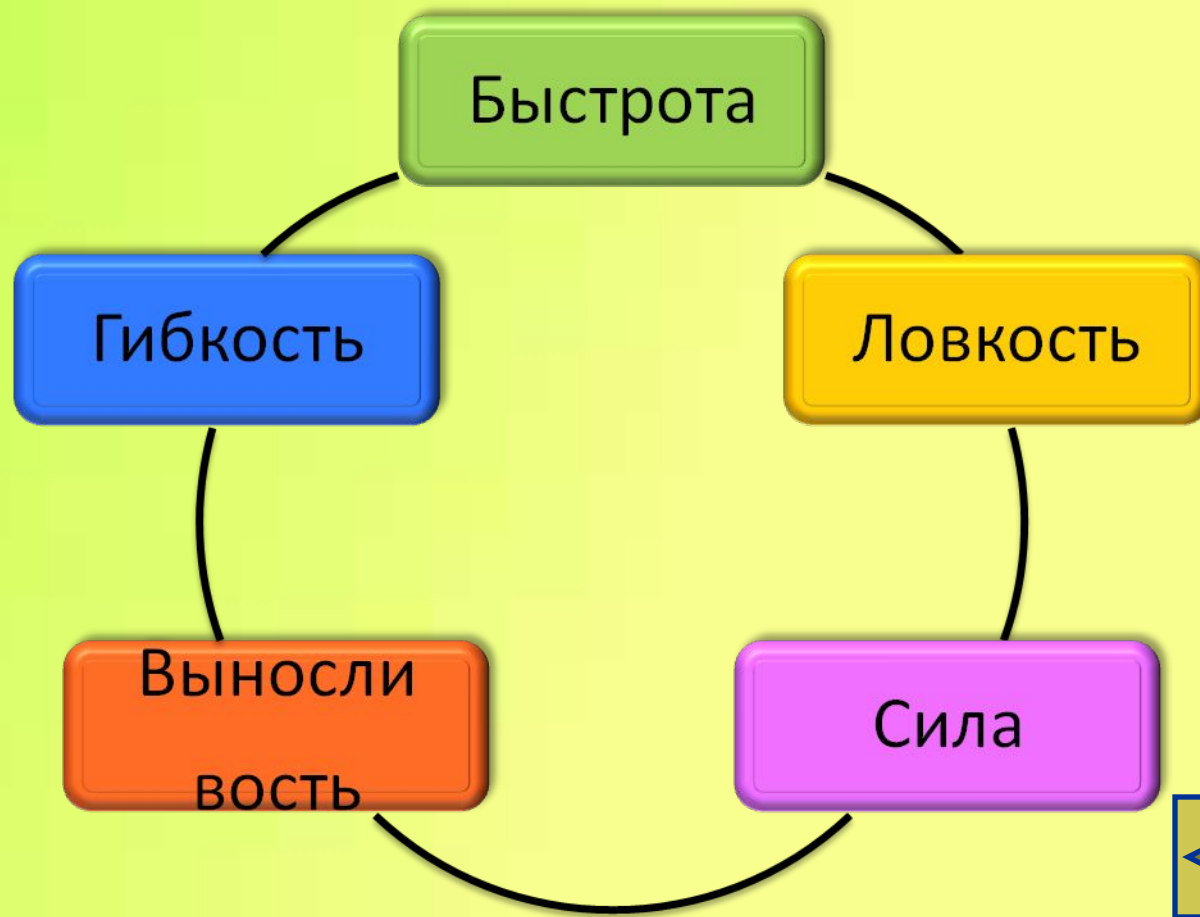 Быстрота
Гибкость
Ловкость
Выносли
вость
Сила